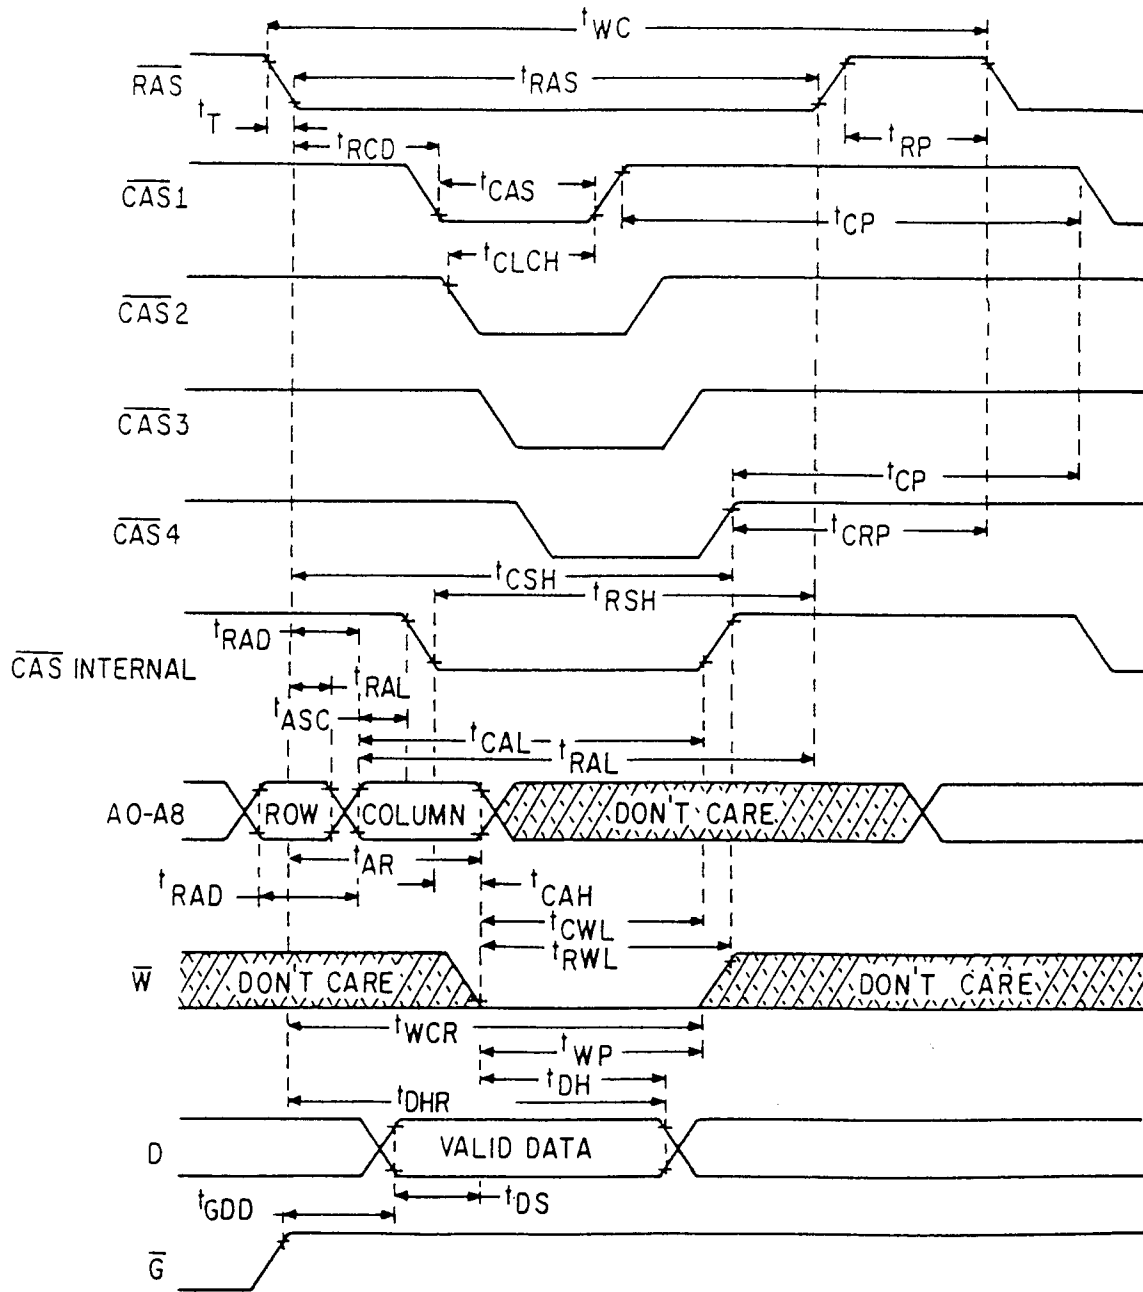 tWC
RAS
tRAS
tT
tRCD
tRP
CAS1
tCAS
tCP
tCLCH
CAS2
CAS3
tCP
CAS4
tCRP
tCSH
tRSH
tRAD
CAS INTERNAL
tRAL
tASC
tCAL
tRAL
A0-A8
ROW
COLUMN
DON'T CARE
tAR
tRAD
tCAH
tCWL
tRWL
W
DON'T CARE
DON'T CARE
tWCR
tWP
tDH
tDHR
D
VALID DATA
tGDD
tDS
G